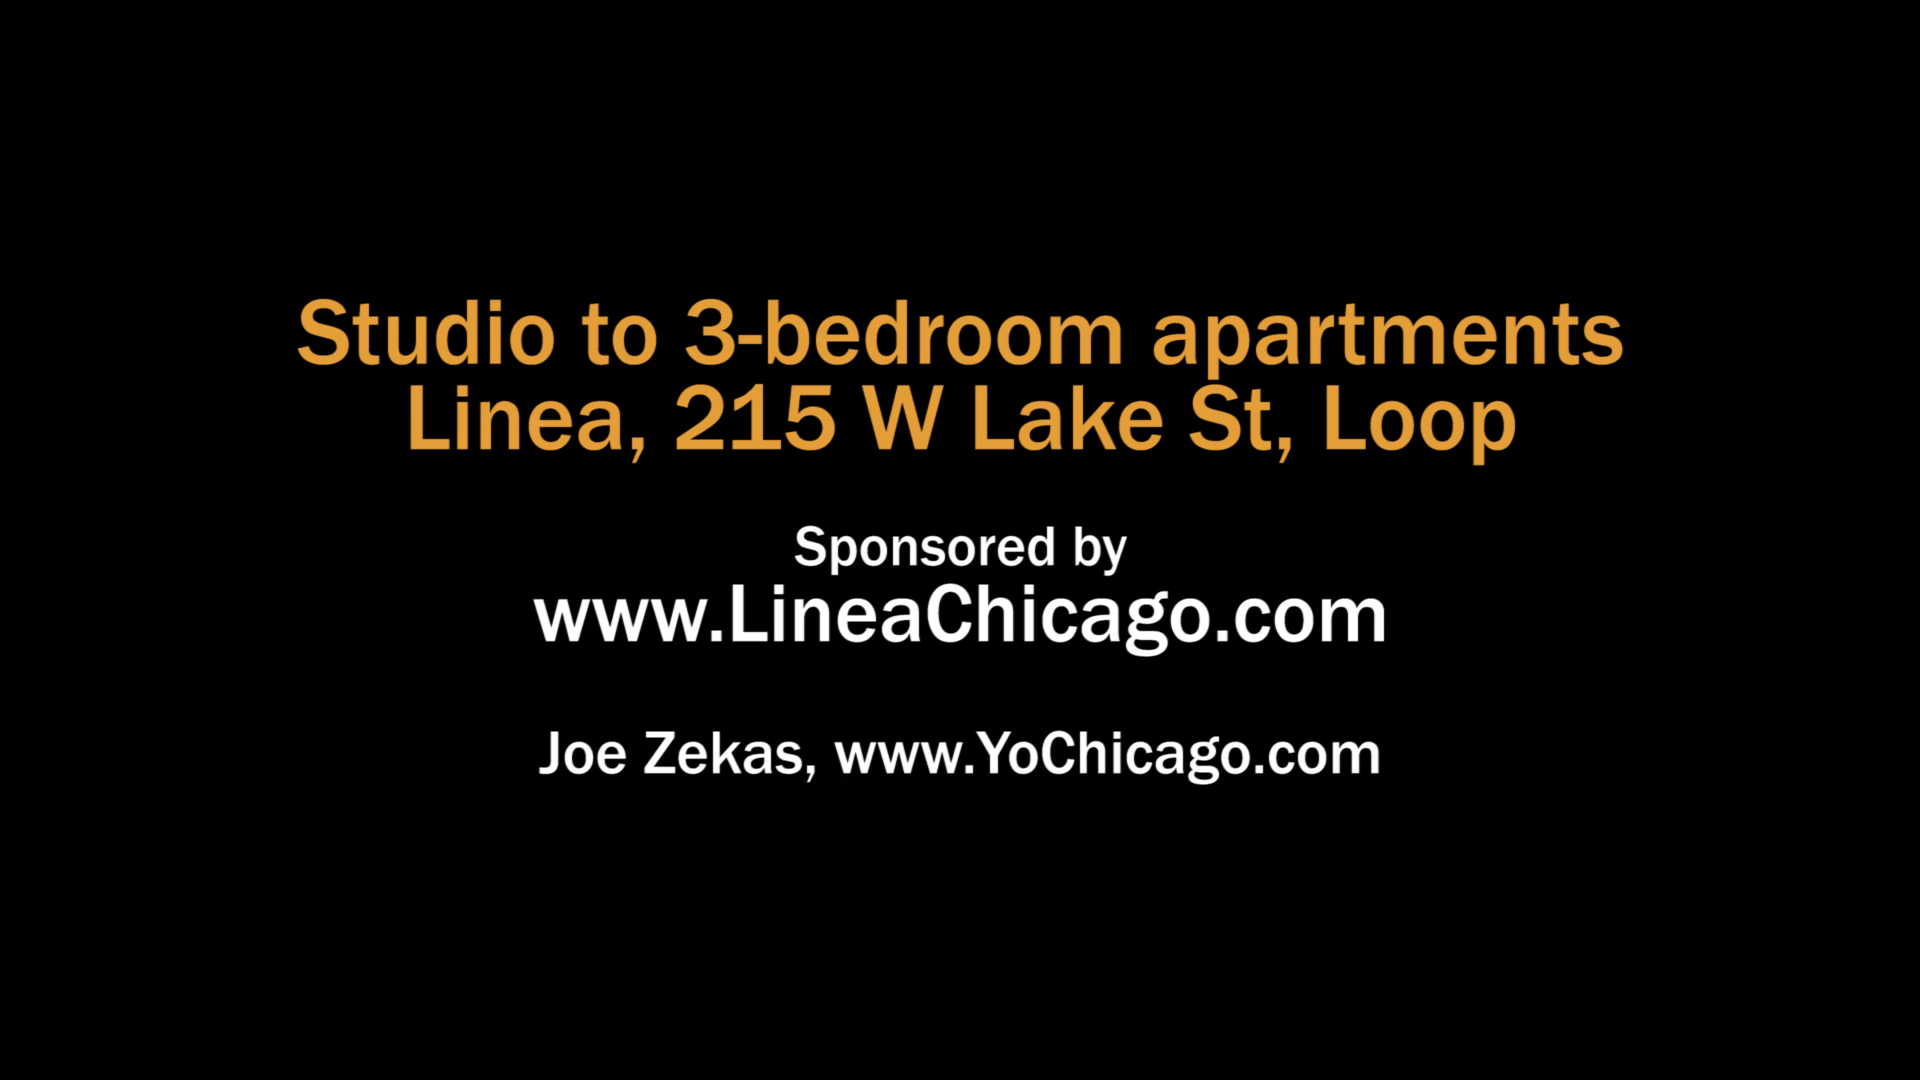 Studio to 3-bedroom apartments
Linea, 215 W Lake St, Loop
Sponsored by
www.LineaChicago.com
Joe Zekas, www.YoChicago.com